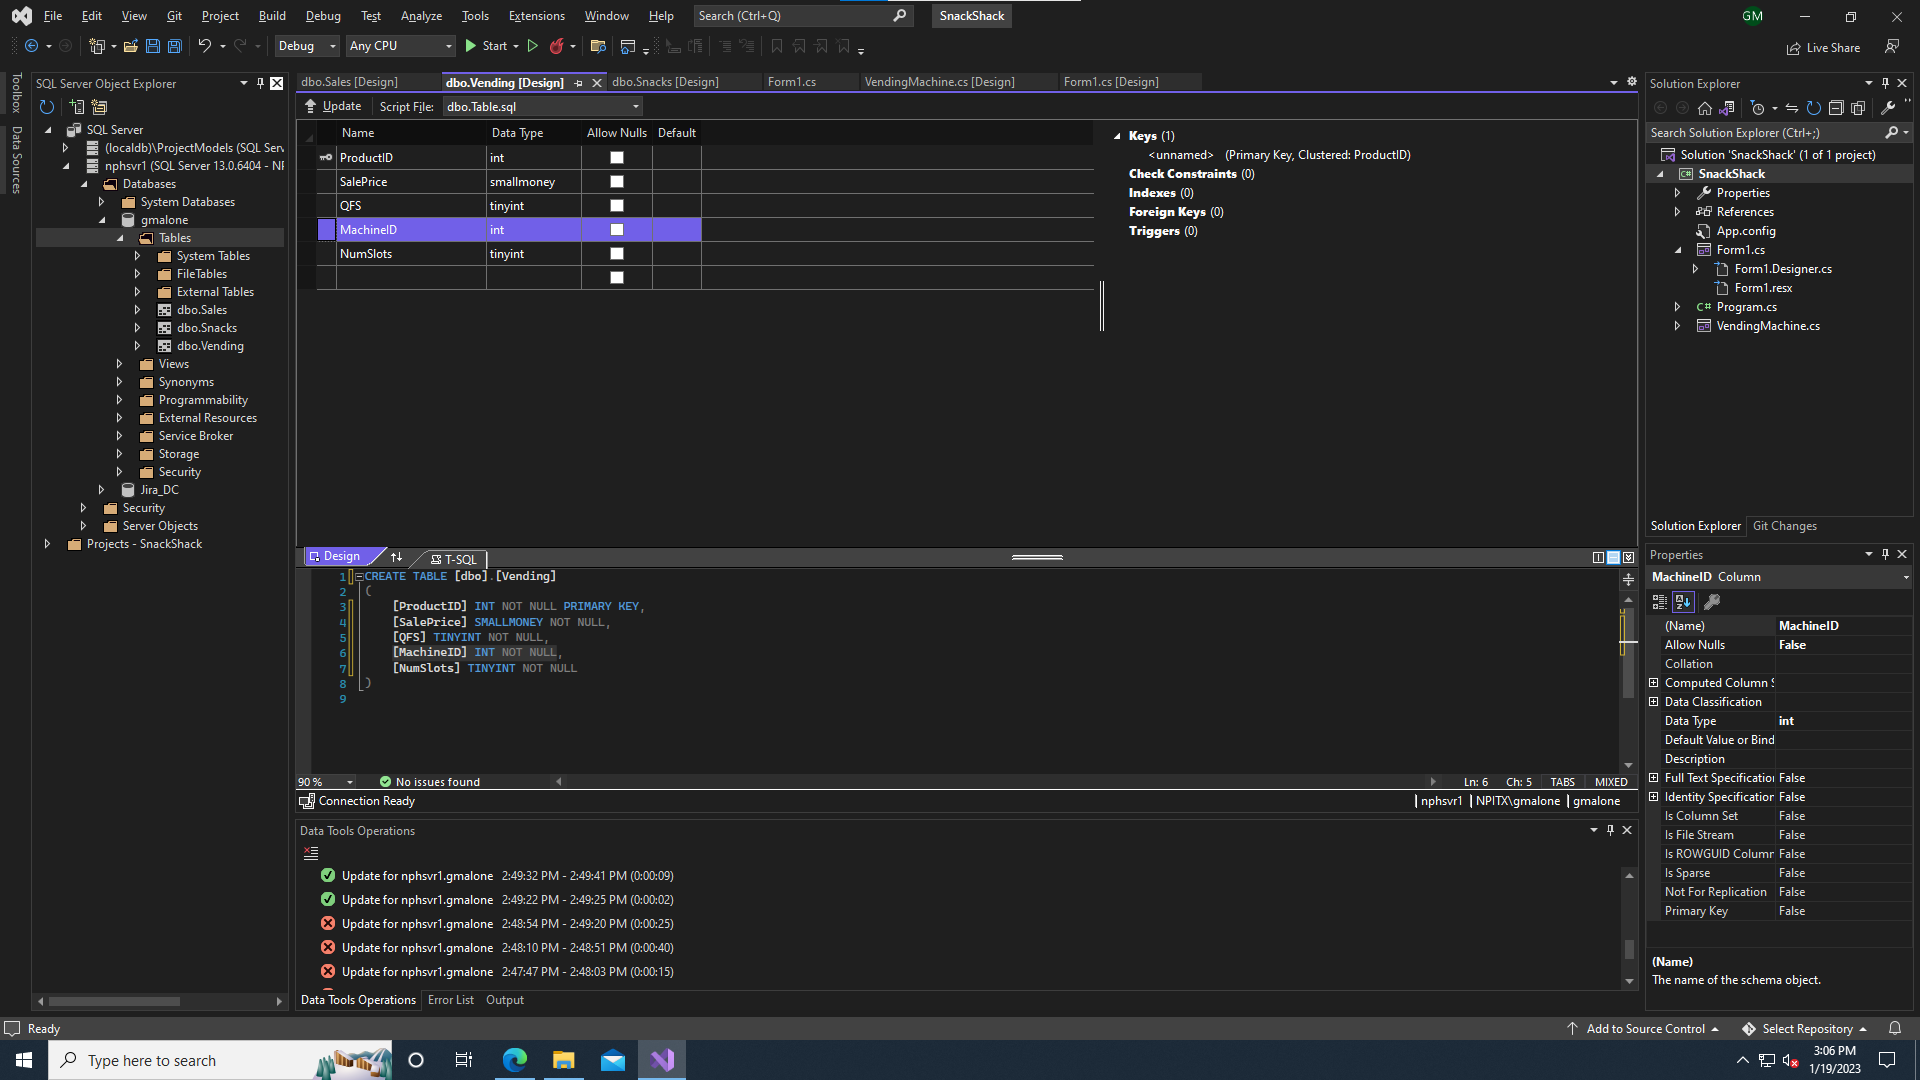 File Edit View Git Project Build Debug Test Analyze Tools Extensions Window Help Search (Ctrl+Q) SnackShack GM
Debug Any CPU Start Live Share
Toolbox
Data Sources
SQL Server Object Explorer
SQL Server
(localdb)\ProjectModels (SQL Serv
nphsvr1 (SQL Server 13.0.6404 - NP
Databases
System Databases
gmalone
Tables
System Tables
FileTables
External Tables
dbo.Sales
dbo.Snacks
dbo.Vending
Views
Synonyms
Programmability
External Resources
Service Broker
Storage
Security
Jira_DC
Security
Server Objects
Projects - SnackShack
dbo.Sales [Design] dbo.Vending [Design] dbo.Snacks [Design] Form1.cs VendingMachine.cs [Design] Form1.cs [Design]
Update Script File: dbo.Table.sql
Name Data Type Allow Nulls Default
ProductID int
SalePrice smallmoney
QFS tinyint
MachineID int
NumSlots tinyint
Keys (1)
<unnamed> (Primary Key, Clustered: ProductID)
Check Constraints (0)
Indexes (0)
Foreign Keys (0)
Triggers (0)
Design T-SQL
1 CREATE TABLE [dbo].[Vending]
2 (
3 [ProductID] INT NOT NULL PRIMARY KEY,
4 [SalePrice] SMALLMONEY NOT NULL,
5 [QFS] TINYINT NOT NULL,
6 [MachineID] INT NOT NULL,
7 [NumSlots] TINYINT NOT NULL
8 )
9
90 % No issues found Ln: 6 Ch: 5 TABS MIXED
Connection Ready nphsvr1 NPITX\gmalone gmalone
Data Tools Operations
Update for nphsvr1.gmalone 2:49:32 PM - 2:49:41 PM (0:00:09)
Update for nphsvr1.gmalone 2:49:22 PM - 2:49:25 PM (0:00:02)
Update for nphsvr1.gmalone 2:48:54 PM - 2:49:20 PM (0:00:25)
Update for nphsvr1.gmalone 2:48:10 PM - 2:48:51 PM (0:00:40)
Update for nphsvr1.gmalone 2:47:47 PM - 2:48:03 PM (0:00:15)
Data Tools Operations Error List Output
Solution Explorer
Search Solution Explorer (Ctrl+;)
Solution 'SnackShack' (1 of 1 project)
C# SnackShack
Properties
References
App.config
Form1.cs
Form1.Designer.cs
Form1.resx
C# Program.cs
VendingMachine.cs
Solution Explorer Git Changes
Properties
MachineID Column
(Name) MachineID
Allow Nulls False
Collation
Computed Column S
Data Classification
Data Type int
Default Value or Bind
Description
Full Text Specification False
Identity Specification False
Is Column Set False
Is File Stream False
Is ROWGUID Column False
Is Sparse False
Not For Replication False
Primary Key False
(Name)
The name of the schema object.
Ready Add to Source Control Select Repository
Type here to search 3:06 PM
1/19/2023